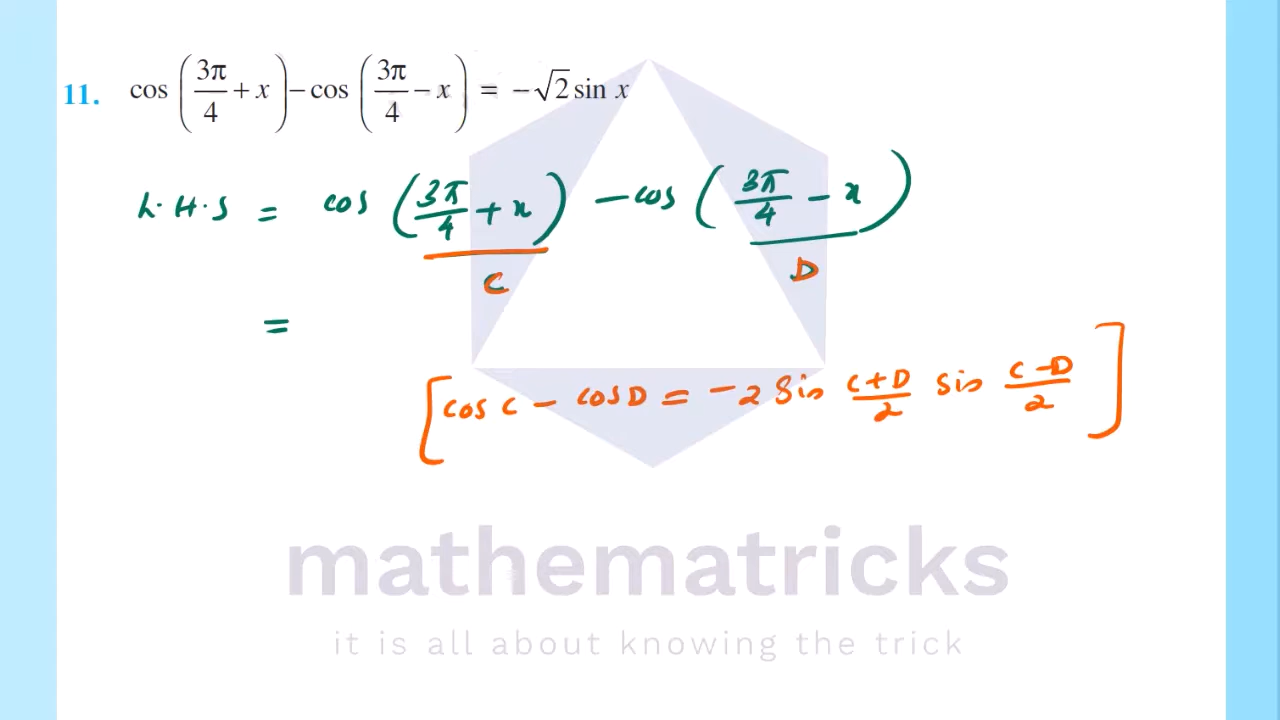 11. cos(3π/4 + x) − cos(3π/4 − x) = −√2 sin x
L.H.S = cos(3π/4 + x) − cos(3π/4 − x)
C D
=
[cos C − cos D = −2 Sin C+D/2 sin C−D/2]
mathematricks
it is all about knowing the trick